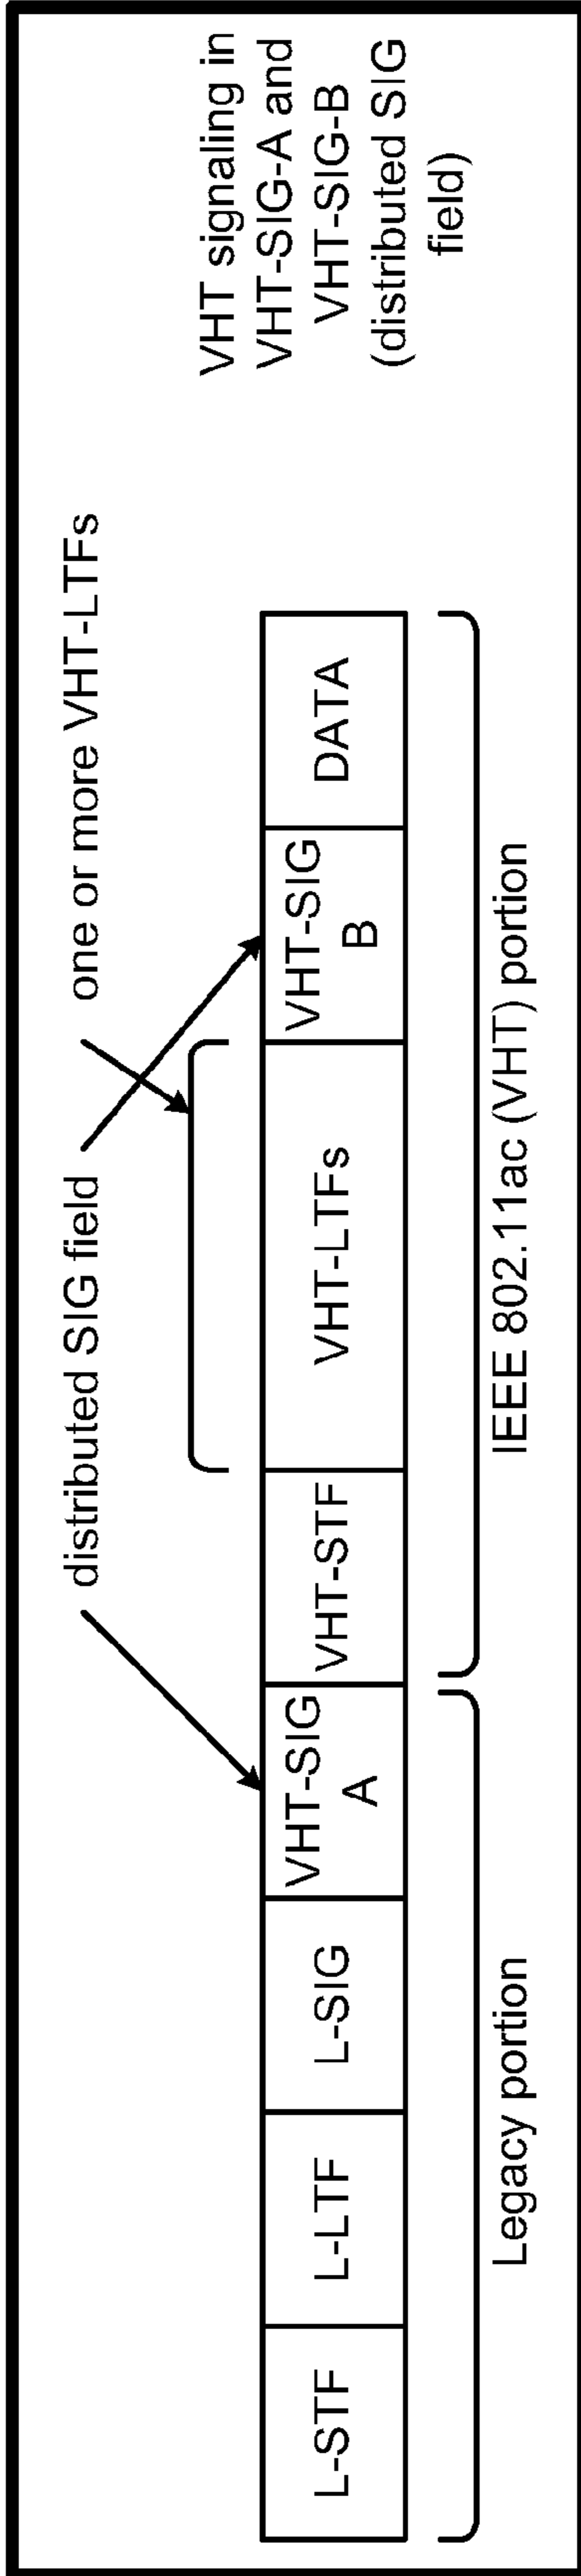 distributed SIG field
one or more VHT-LTFs
L-STF
L-LTF
L-SIG
VHT-SIG
A
VHT-STF
VHT-LTFs
VHT-SIG
B
DATA
Legacy portion
IEEE 802.11ac (VHT) portion
VHT signaling in
VHT-SIG-A and
VHT-SIG-B
(distributed SIG
field)